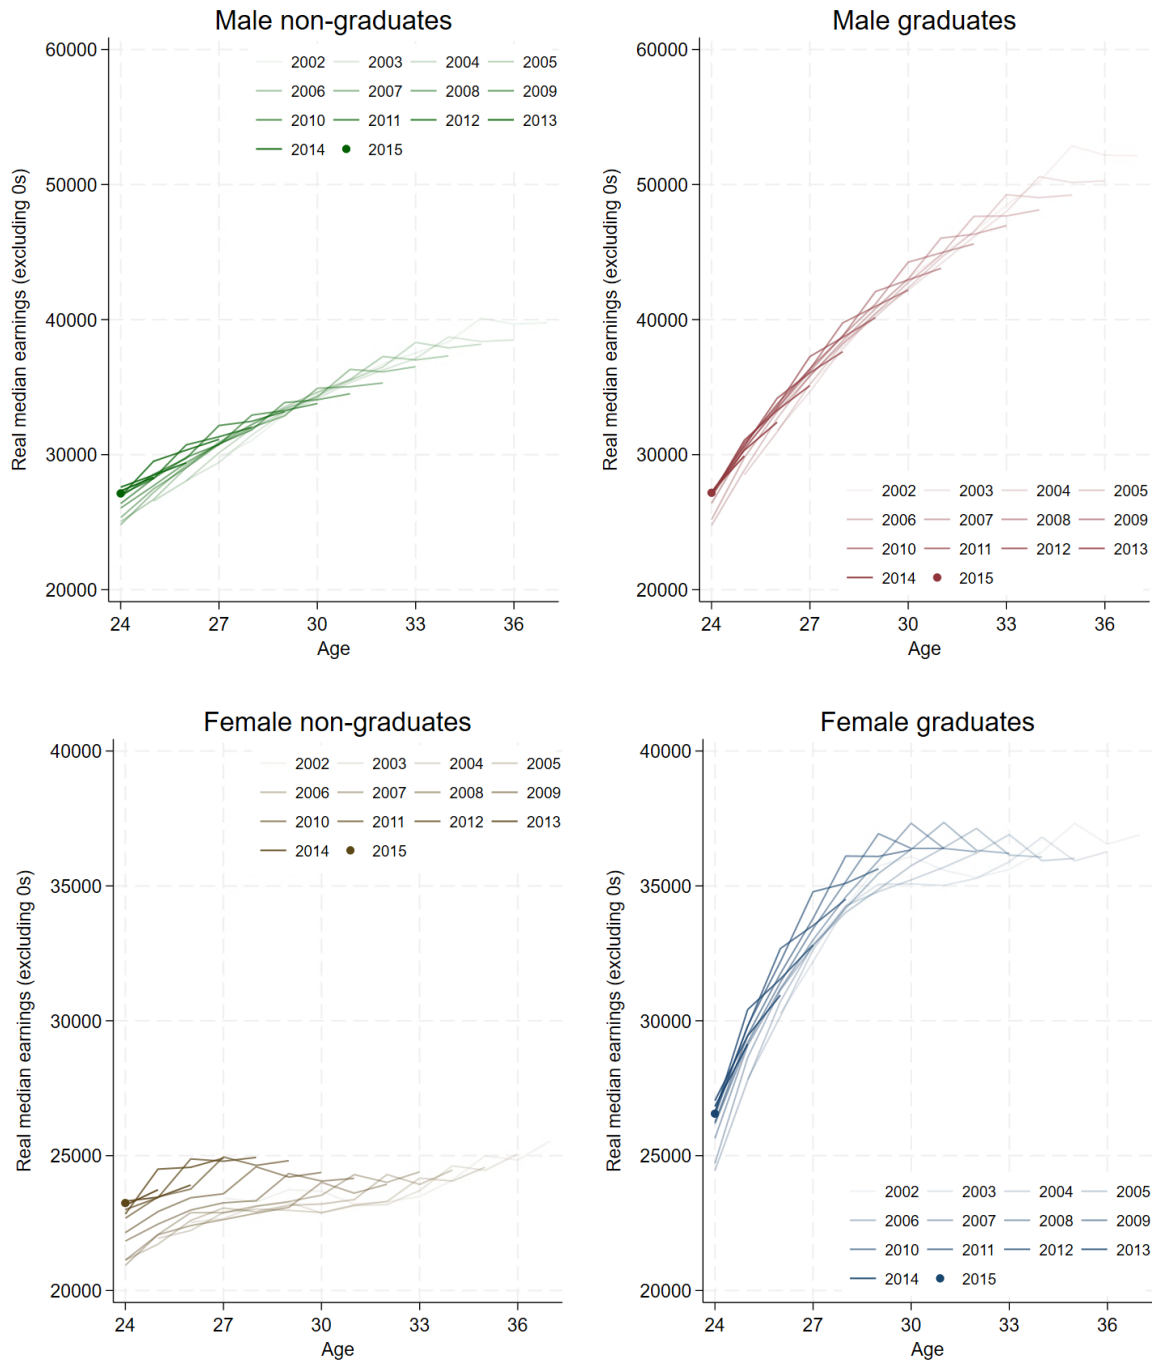 Male non-graduates
60000
50000
40000
30000
20000
Real median earnings (excluding 0s)
2002 2003 2004 2005
2006 2007 2008 2009
2010 2011 2012 2013
2014 2015
24 27 30 33 36
Age
Male graduates
60000
50000
40000
30000
20000
Real median earnings (excluding 0s)
2002 2003 2004 2005
2006 2007 2008 2009
2010 2011 2012 2013
2014 2015
24 27 30 33 36
Age
Female non-graduates
40000
35000
30000
25000
20000
Real median earnings (excluding 0s)
2002 2003 2004 2005
2006 2007 2008 2009
2010 2011 2012 2013
2014 2015
24 27 30 33 36
Age
Female graduates
40000
35000
30000
25000
20000
Real median earnings (excluding 0s)
2002 2003 2004 2005
2006 2007 2008 2009
2010 2011 2012 2013
2014 2015
24 27 30 33 36
Age